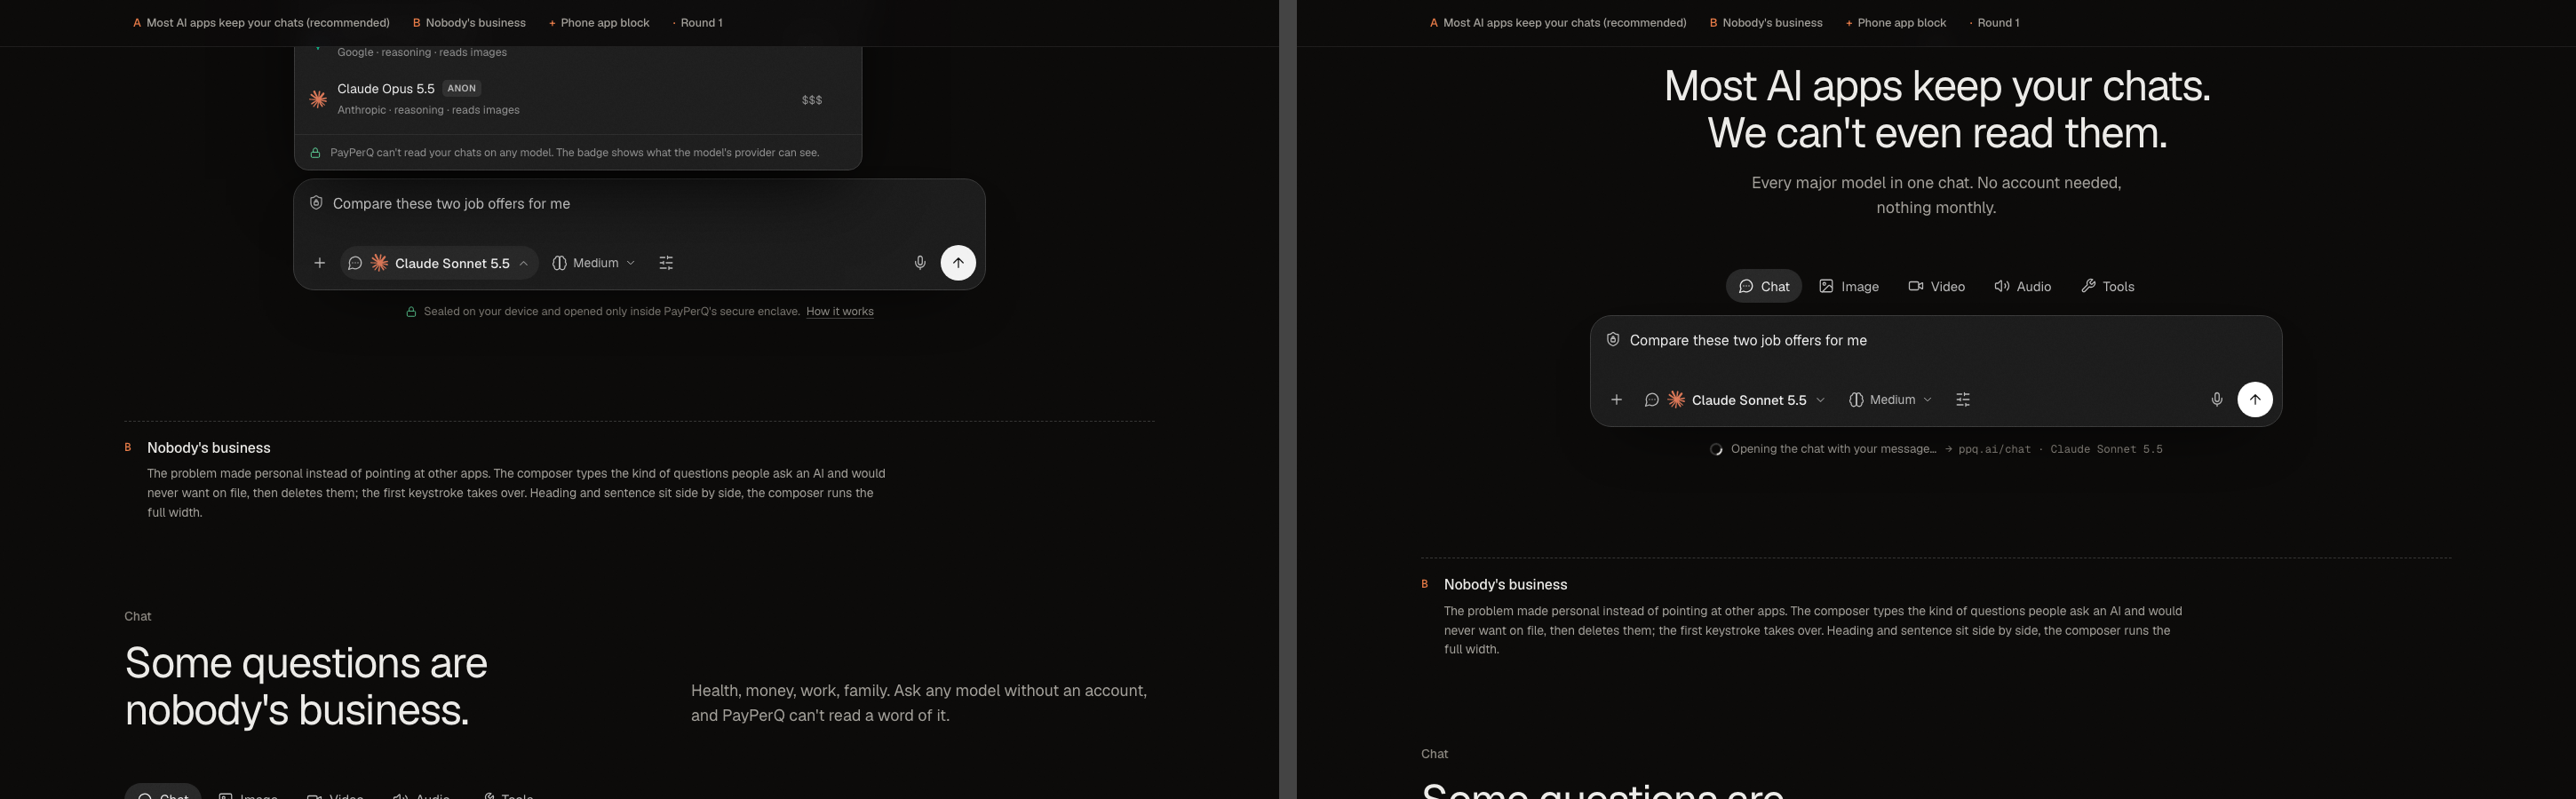 A Most AI apps keep your chats (recommended) B Nobody's business + Phone app block · Round 1
Google · reasoning · reads images
Claude Opus 5.5 ANON
Anthropic · reasoning · reads images
$$$
PayPerQ can't read your chats on any model. The badge shows what the model's provider can see.
Compare these two job offers for me
Claude Sonnet 5.5 Medium
Sealed on your device and opened only inside PayPerQ's secure enclave. How it works
B Nobody's business
The problem made personal instead of pointing at other apps. The composer types the kind of questions people ask an AI and would
never want on file, then deletes them; the first keystroke takes over. Heading and sentence sit side by side, the composer runs the
full width.
Chat
Some questions are
nobody's business.
Health, money, work, family. Ask any model without an account,
and PayPerQ can't read a word of it.
Chat Image Video Audio Tools
A Most AI apps keep your chats (recommended) B Nobody's business + Phone app block · Round 1
Most AI apps keep your chats.
We can't even read them.
Every major model in one chat. No account needed,
nothing monthly.
Chat Image Video Audio Tools
Compare these two job offers for me
Claude Sonnet 5.5 Medium
Opening the chat with your message… → ppq.ai/chat · Claude Sonnet 5.5
B Nobody's business
The problem made personal instead of pointing at other apps. The composer types the kind of questions people ask an AI and would
never want on file, then deletes them; the first keystroke takes over. Heading and sentence sit side by side, the composer runs the
full width.
Chat
Some questions are